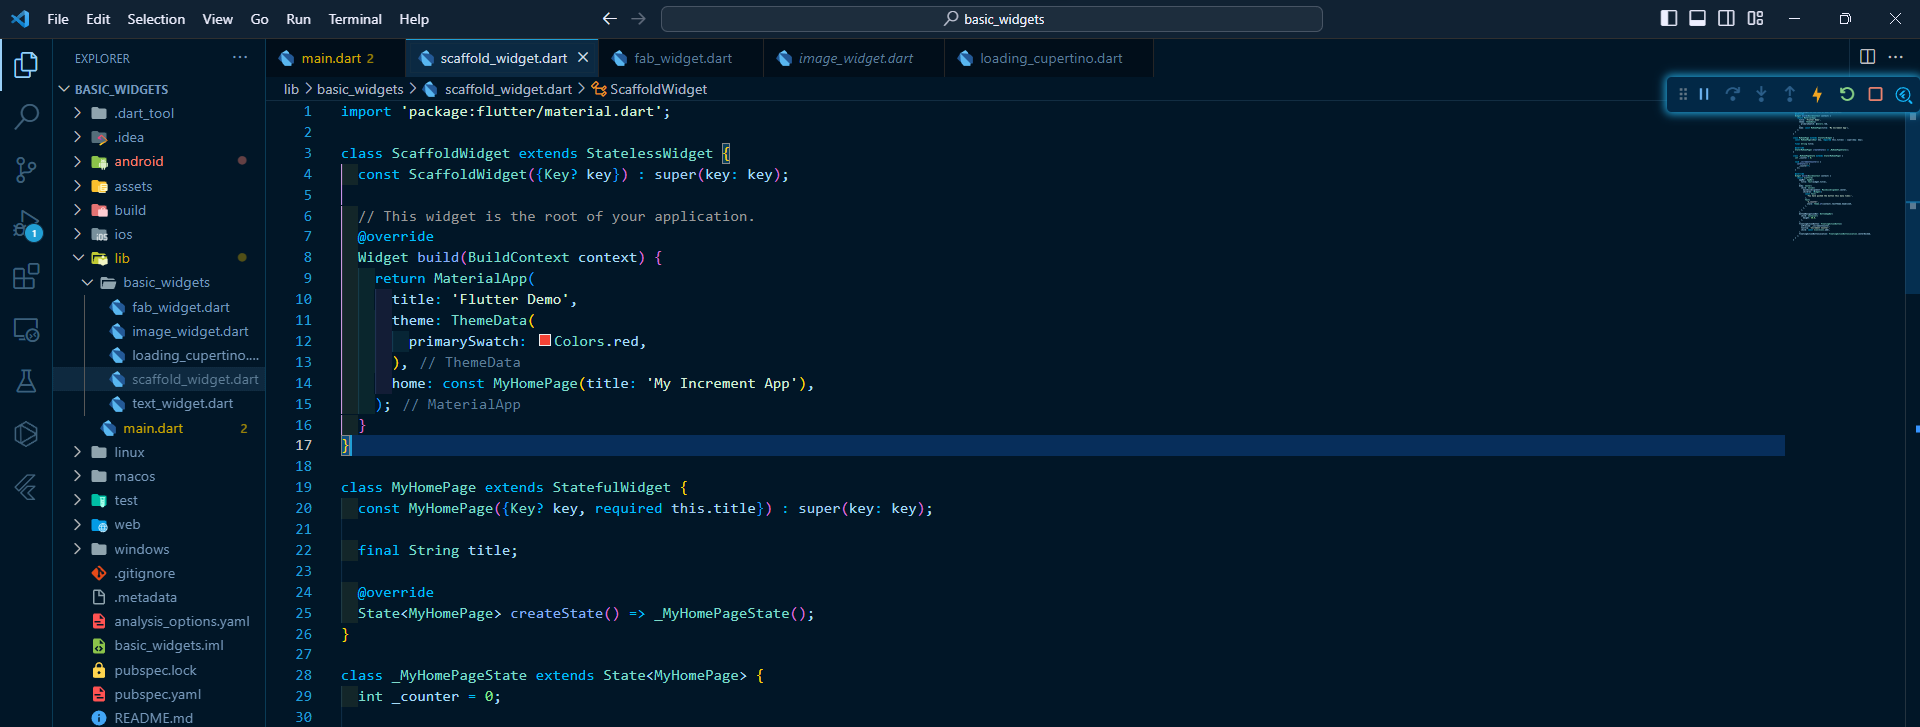 File Edit Selection View Go Run Terminal Help
basic_widgets
EXPLORER
main.dart 2
scaffold_widget.dart
fab_widget.dart
image_widget.dart
loading_cupertino.dart
BASIC_WIDGETS
.dart_tool
.idea
android
assets
build
ios
lib
basic_widgets
fab_widget.dart
image_widget.dart
loading_cupertino....
scaffold_widget.dart
text_widget.dart
main.dart 2
linux
macos
test
web
windows
.gitignore
.metadata
analysis_options.yaml
basic_widgets.iml
pubspec.lock
pubspec.yaml
README.md
1
lib > basic_widgets > scaffold_widget.dart > ScaffoldWidget
1 import 'package:flutter/material.dart';
2
3 class ScaffoldWidget extends StatelessWidget {
4 const ScaffoldWidget({Key? key}) : super(key: key);
5
6 // This widget is the root of your application.
7 @override
8 Widget build(BuildContext context) {
9 return MaterialApp(
10 title: 'Flutter Demo',
11 theme: ThemeData(
12 primarySwatch: Colors.red,
13 ), // ThemeData
14 home: const MyHomePage(title: 'My Increment App'),
15 ); // MaterialApp
16 }
17 }
18
19 class MyHomePage extends StatefulWidget {
20 const MyHomePage({Key? key, required this.title}) : super(key: key);
21
22 final String title;
23
24 @override
25 State<MyHomePage> createState() => _MyHomePageState();
26 }
27
28 class _MyHomePageState extends State<MyHomePage> {
29 int _counter = 0;
30